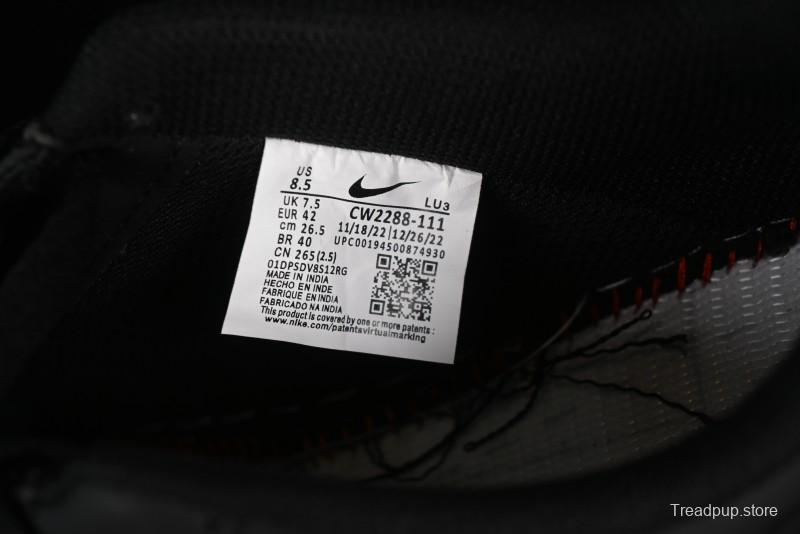 US
8.5
LU3
UK 7.5
CW2288-111
EUR 42
11/18/22 | 12/26/22
cm 26.5
UPC00194500874930
BR 40
CN 265(2.5)
01DPSDV8S12RG
MADE IN INDIA
HECHO EN INDE
FABRIQUE EN INDIA
FABRICADO NA INDIA
This product is covered by one or more patents :
www.nike.com/patentsvirtualmarking
Treadpup.store